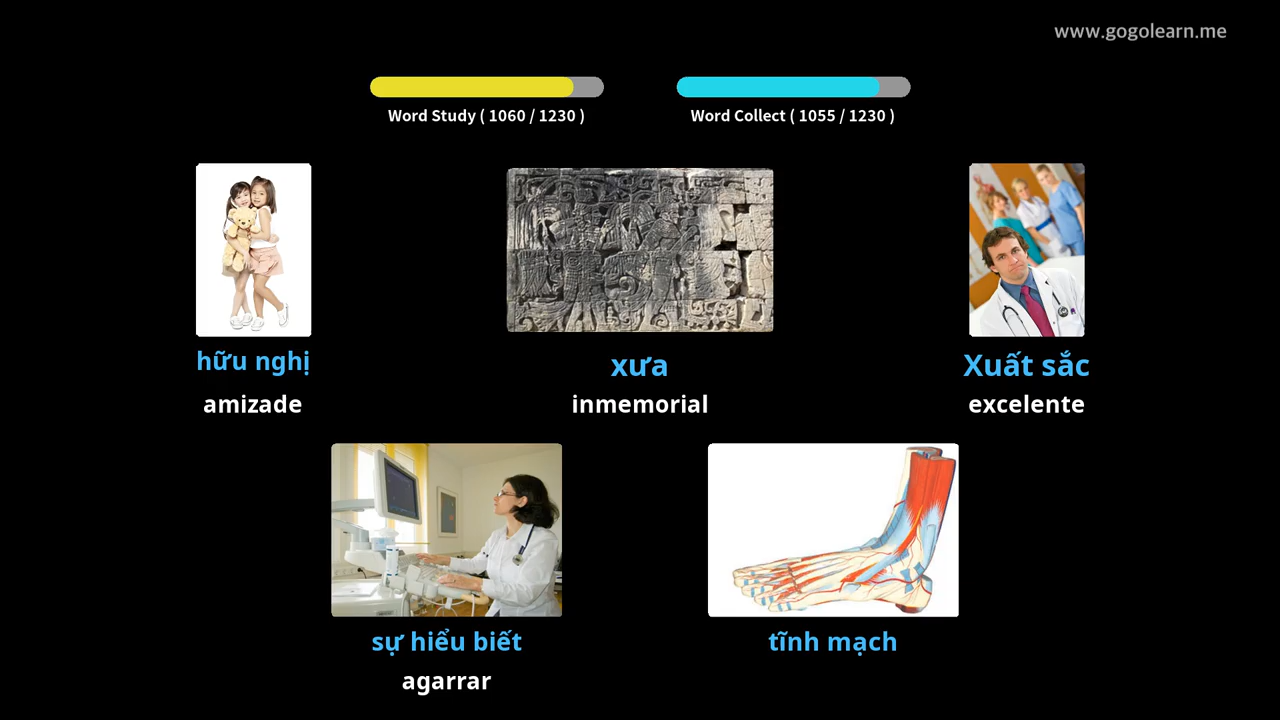 www.gogolearn.me
Word Study ( 1060 / 1230 )
Word Collect ( 1055 / 1230 )
hữu nghị
amizade
xưa
inmemorial
Xuất sắc
excelente
sự hiểu biết
agarrar
tĩnh mạch